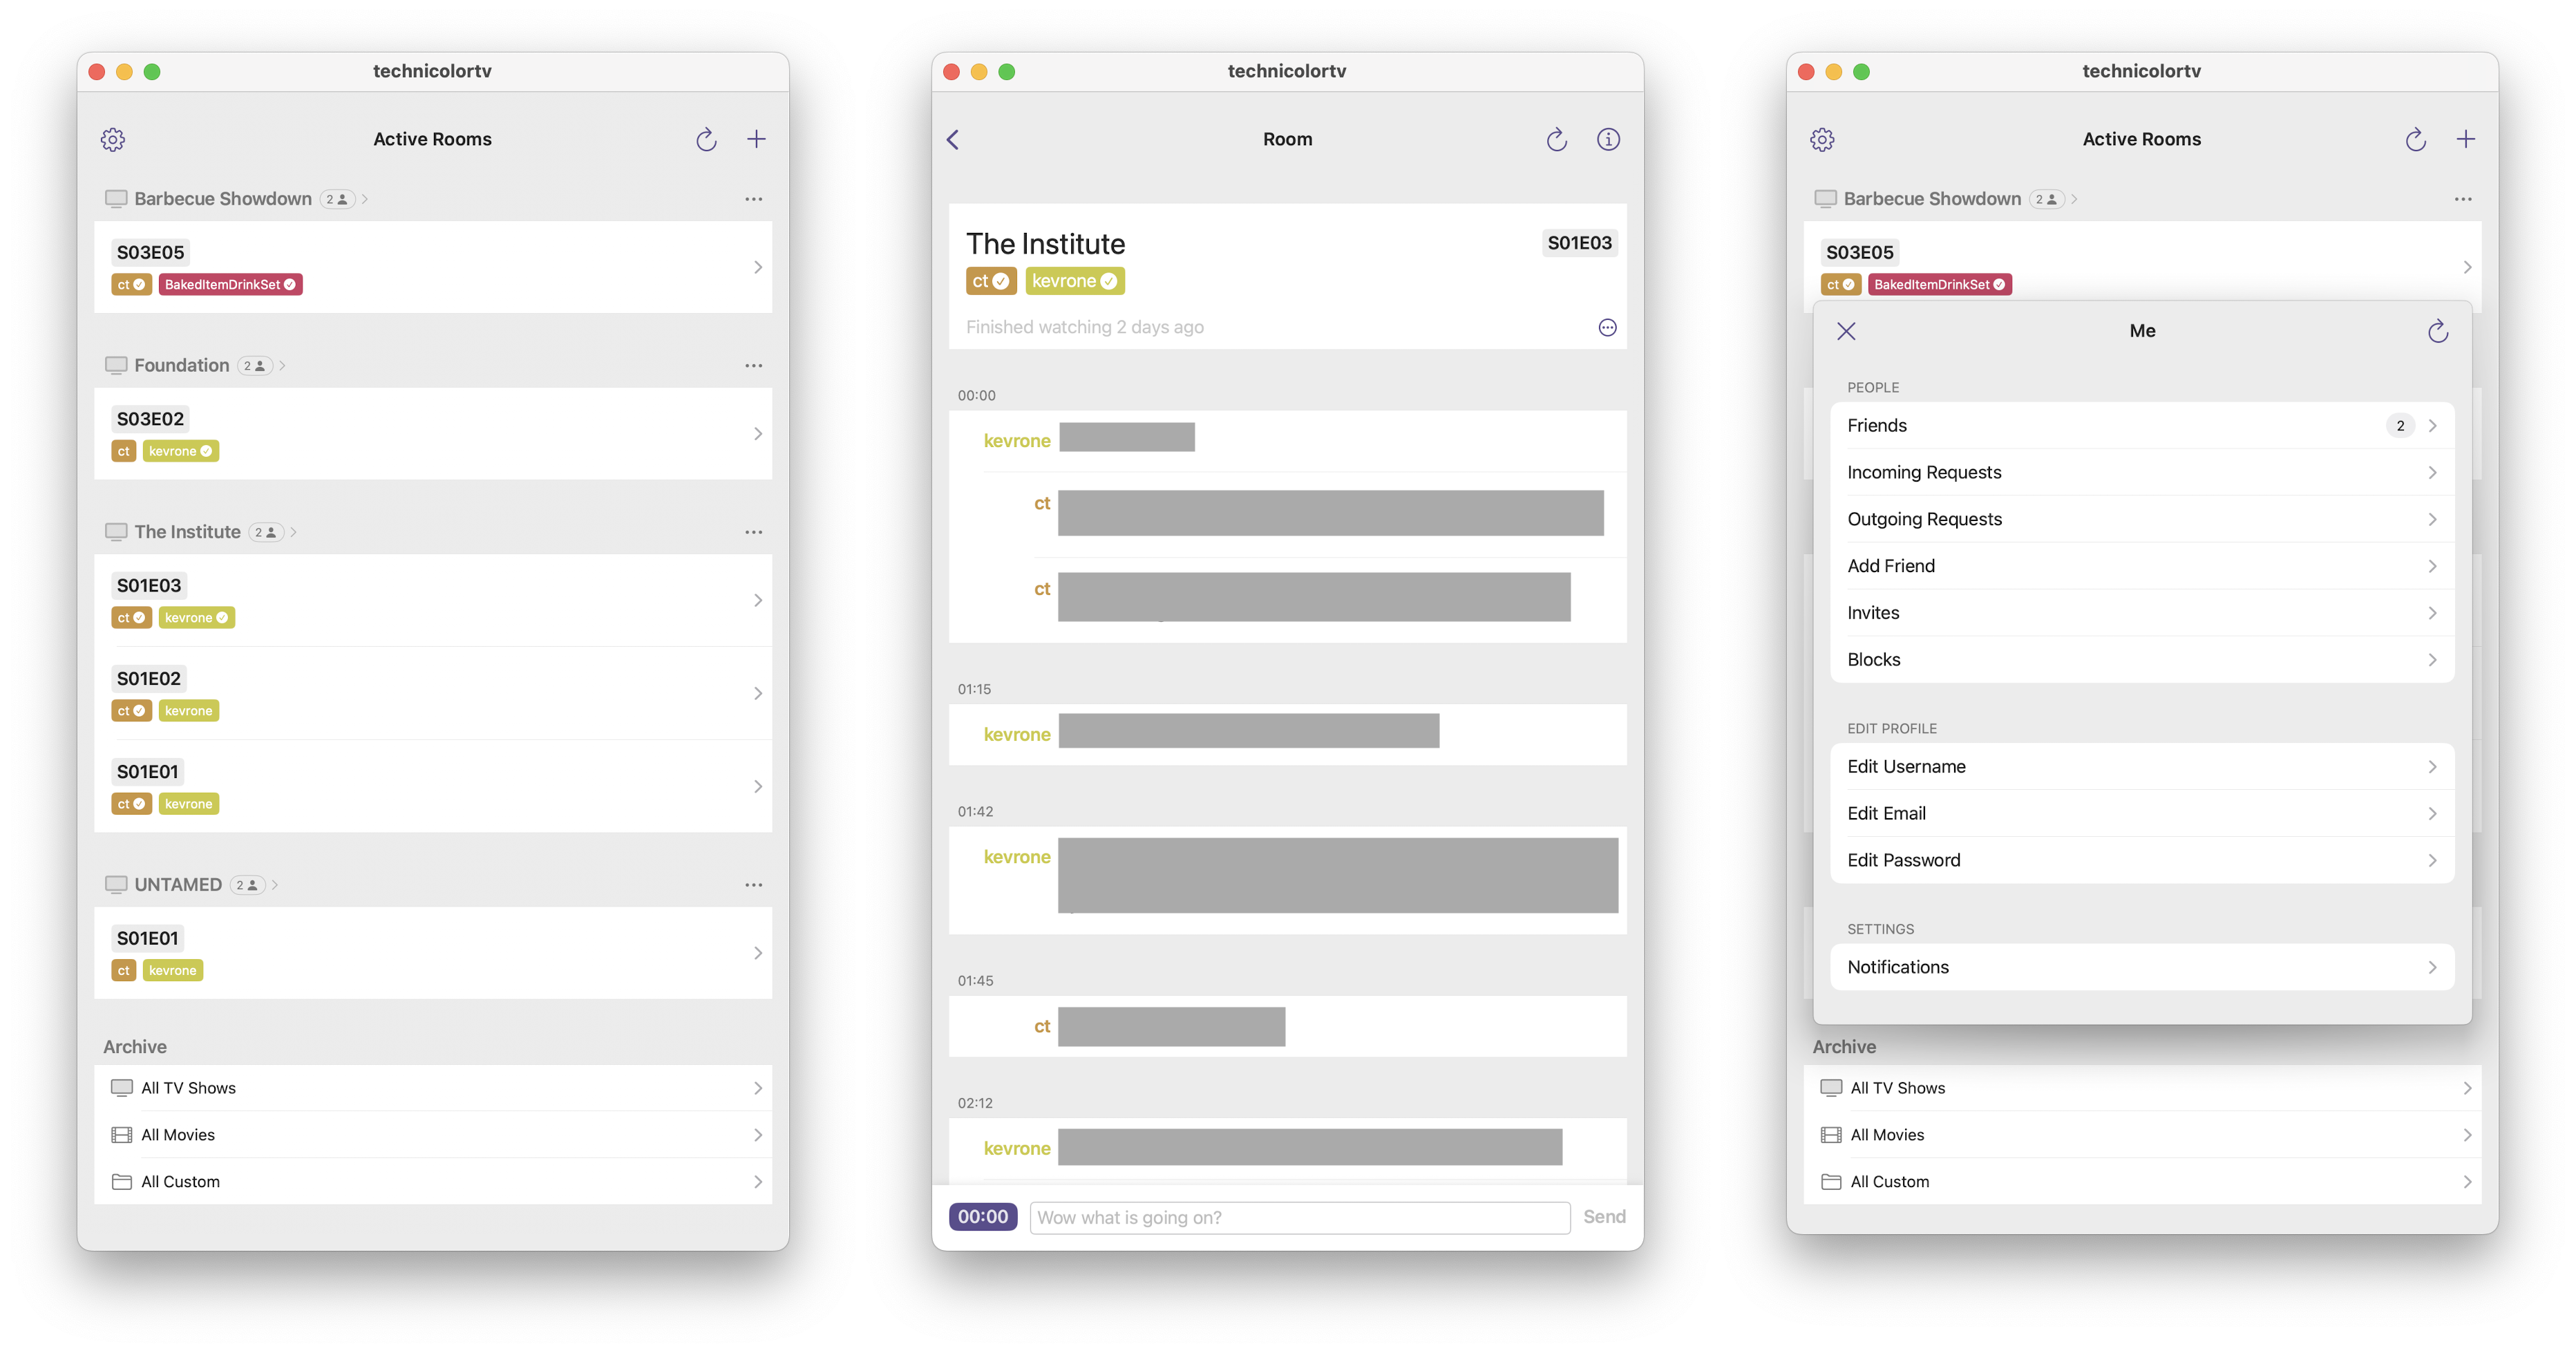 technicolortv
Active Rooms
Barbecue Showdown 2
S03E05
ct BakedItemDrinkSet
Foundation 2
S03E02
ct kevrone
The Institute 2
S01E03
ct kevrone
S01E02
ct kevrone
S01E01
ct kevrone
UNTAMED 2
S01E01
ct kevrone
Archive
All TV Shows
All Movies
All Custom
technicolortv
Room
The Institute S01E03
ct kevrone
Finished watching 2 days ago
00:00
kevrone
ct
ct
01:15
kevrone
01:42
kevrone
01:45
ct
02:12
kevrone
00:00 Wow what is going on? Send
technicolortv
Active Rooms
Barbecue Showdown 2
S03E05
ct BakedItemDrinkSet
Me
PEOPLE
Friends 2
Incoming Requests
Outgoing Requests
Add Friend
Invites
Blocks
EDIT PROFILE
Edit Username
Edit Email
Edit Password
SETTINGS
Notifications
Archive
All TV Shows
All Movies
All Custom